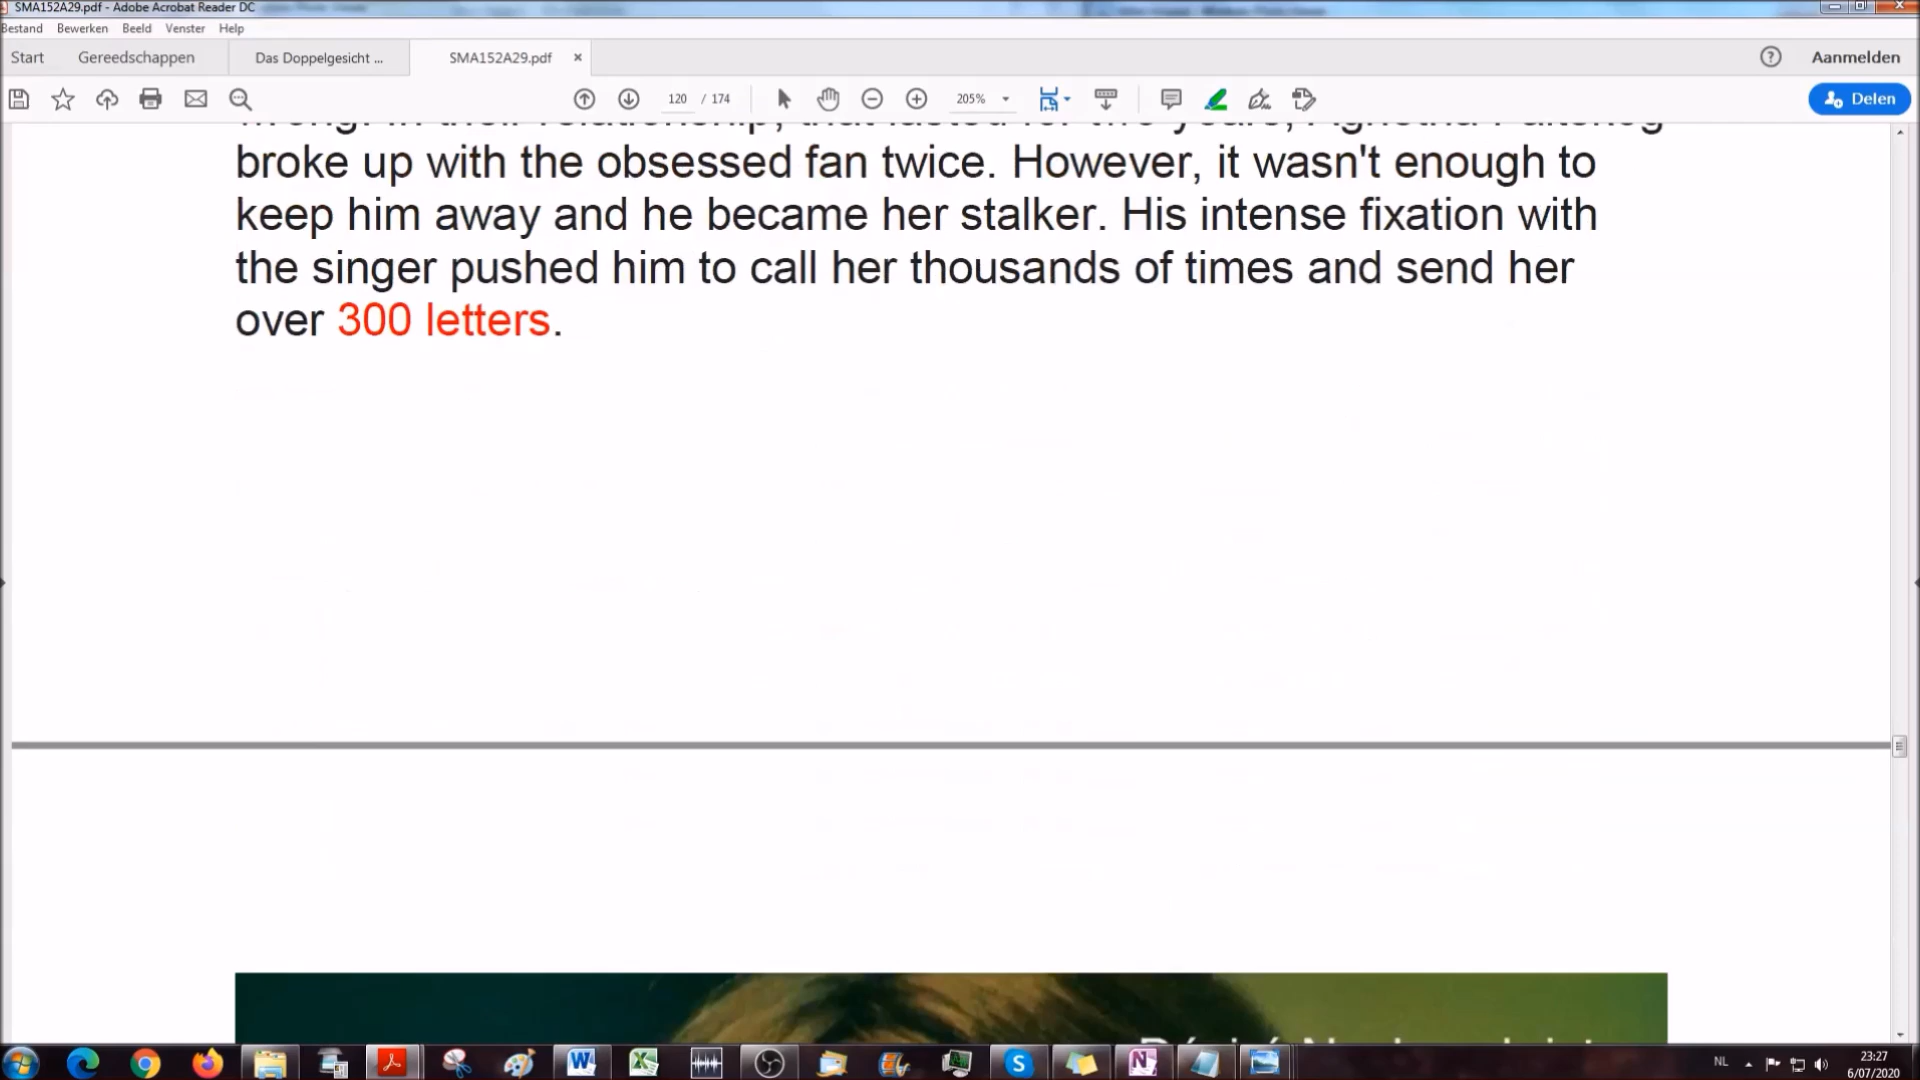 SMA152A29.pdf - Adobe Acrobat Reader DC
Bestand Bewerken Beeld Venster Help
Start Gereedschappen Das Doppelgesicht ... SMA152A29.pdf × Aanmelden
120 / 174 205% Delen
broke up with the obsessed fan twice. However, it wasn't enough to
keep him away and he became her stalker. His intense fixation with
the singer pushed him to call her thousands of times and send her
over 300 letters.
NL 23:27
6/07/2020